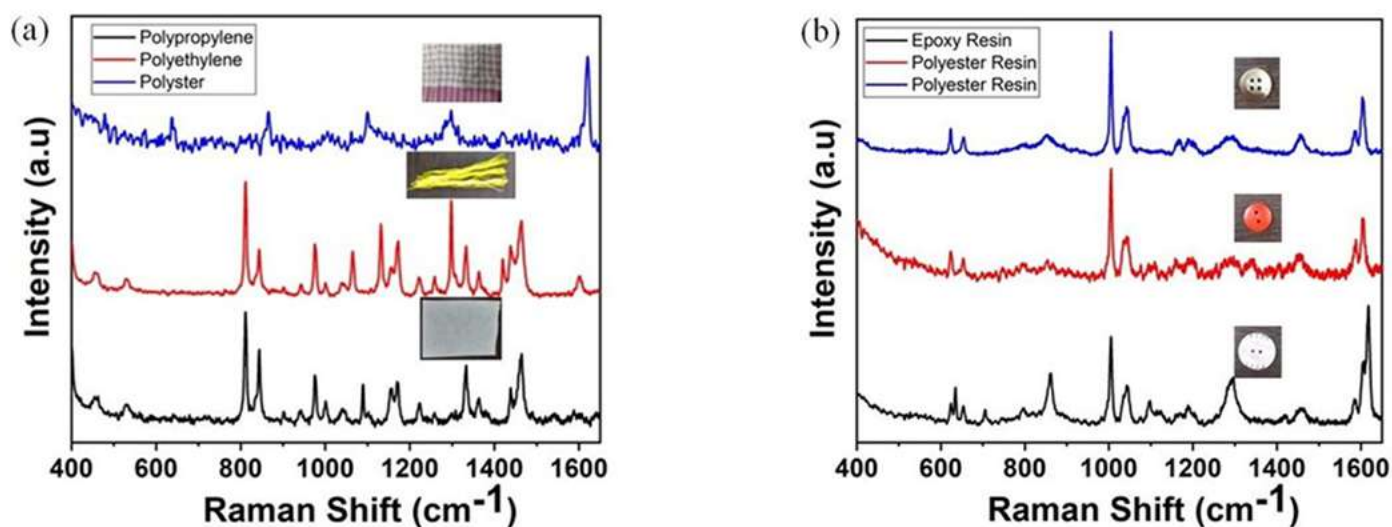 (a)
Polypropylene
Polyethylene
Polyster
Intensity (a.u)
400 600 800 1000 1200 1400 1600
Raman Shift (cm-1)
(b)
Epoxy Resin
Polyester Resin
Polyester Resin
Intensity (a.u)
400 600 800 1000 1200 1400 1600
Raman Shift (cm-1)